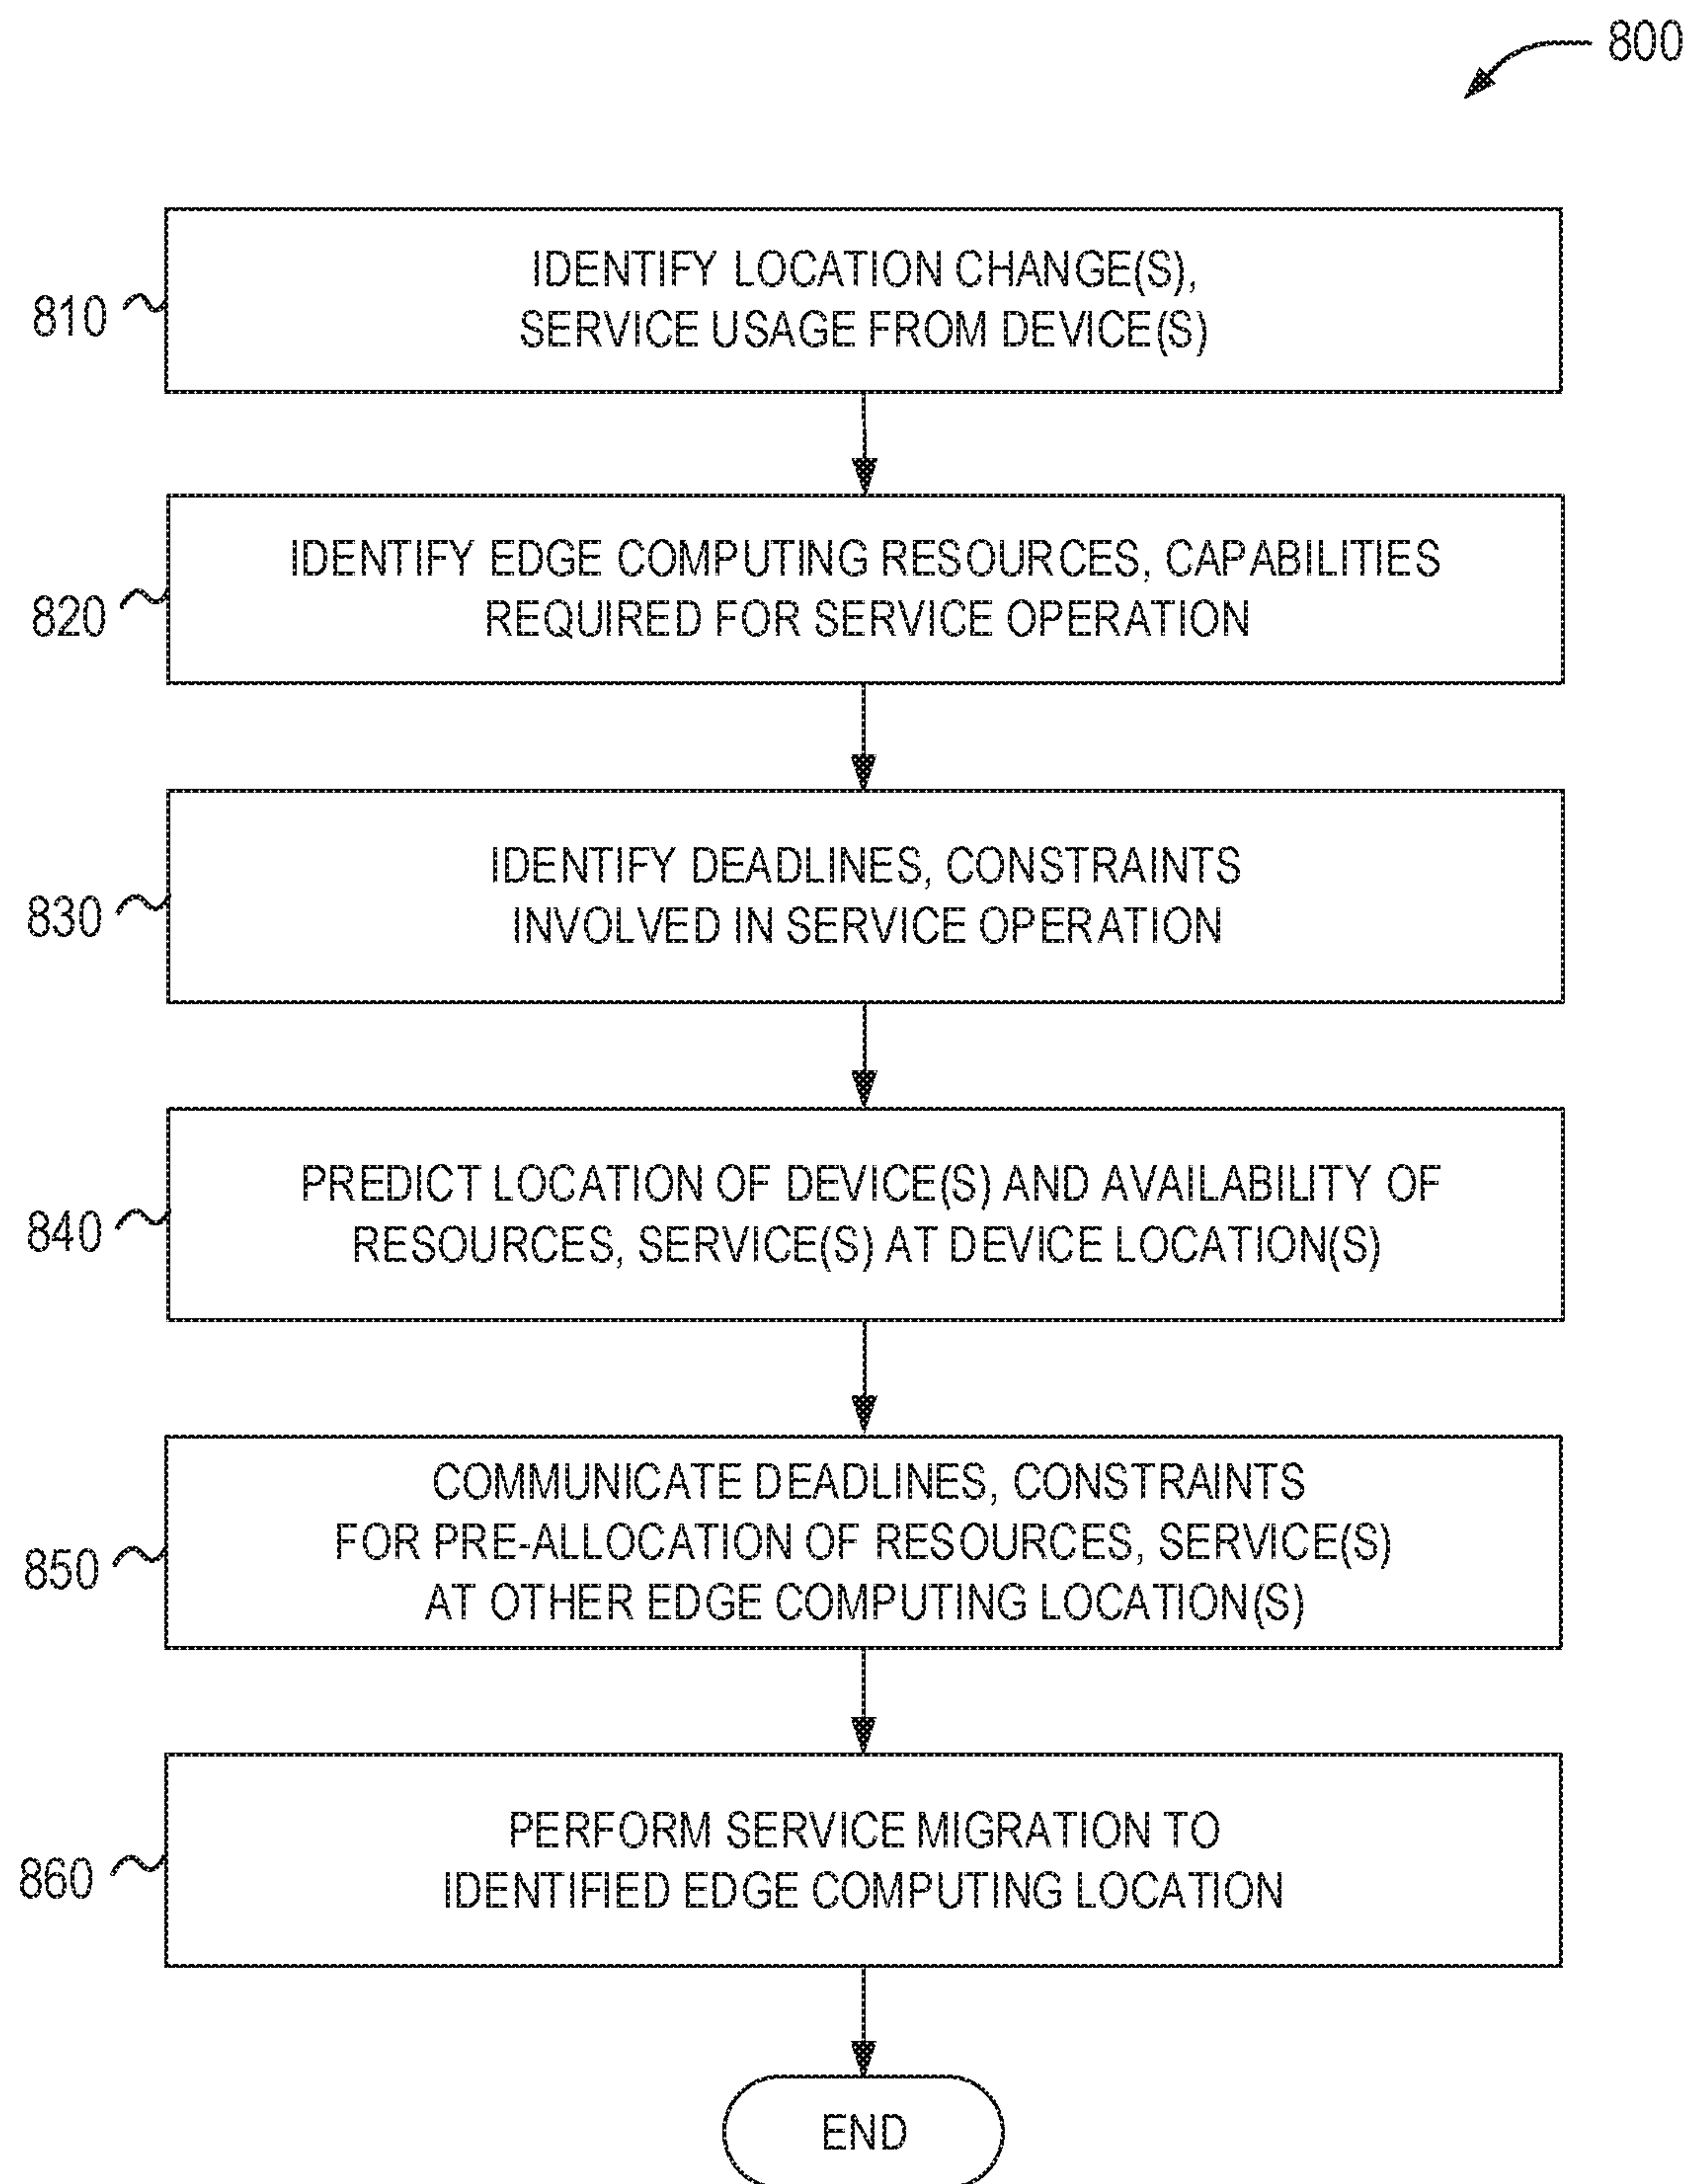 800
810
IDENTIFY LOCATION CHANGE(S),
SERVICE USAGE FROM DEVICE(S)
820
IDENTIFY EDGE COMPUTING RESOURCES, CAPABILITIES
REQUIRED FOR SERVICE OPERATION
830
IDENTIFY DEADLINES, CONSTRAINTS
INVOLVED IN SERVICE OPERATION
840
PREDICT LOCATION OF DEVICE(S) AND AVAILABILITY OF
RESOURCES, SERVICE(S) AT DEVICE LOCATION(S)
850
COMMUNICATE DEADLINES, CONSTRAINTS
FOR PRE-ALLOCATION OF RESOURCES, SERVICE(S)
AT OTHER EDGE COMPUTING LOCATION(S)
860
PERFORM SERVICE MIGRATION TO
IDENTIFIED EDGE COMPUTING LOCATION
END